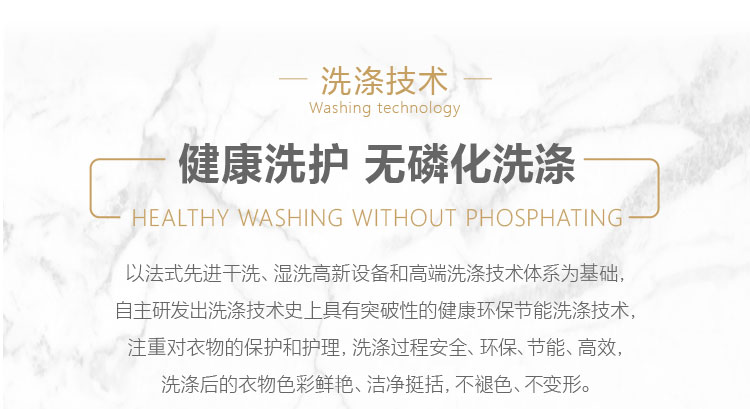 洗涤技术
Washing technology
健康洗护 无磷化洗涤
HEALTHY WASHING WITHOUT PHOSPHATING
以法式先进干洗、湿洗高新设备和高端洗涤技术体系为基础,
自主研发出洗涤技术史上具有突破性的健康环保节能洗涤技术,
注重对衣物的保护和护理, 洗涤过程安全、环保、节能、高效,
洗涤后的衣物色彩鲜艳、洁净挺括, 不褪色、不变形。